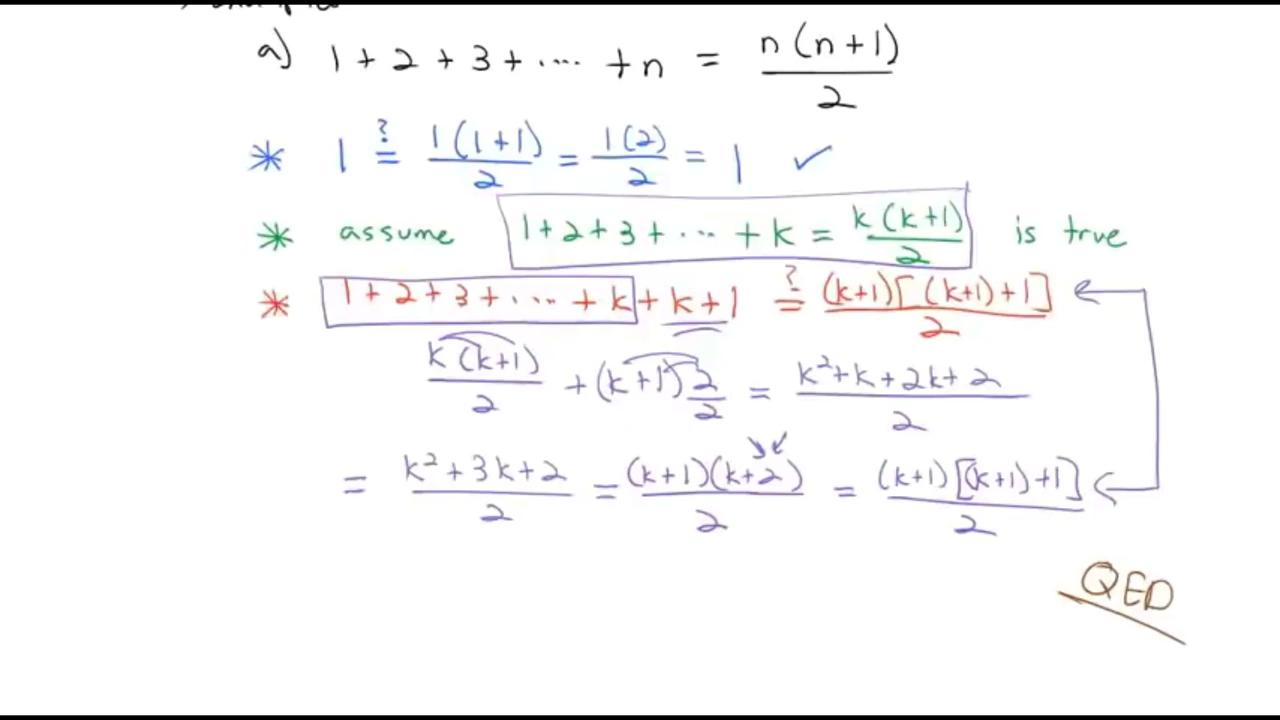 a) 1 + 2 + 3 + .... + n = n(n+1)/2
* 1 ?= 1(1+1)/2 = 1(2)/2 = 1 ✓
* assume 1+2+3+ ... + k = k(k+1)/2 is true
* 1+2+3+ ... + k + k+1 ?= (k+1)[(k+1)+1]/2
k(k+1)/2 + (k+1) 2/2 = k²+k+2k+2/2
= k²+3k+2/2 = (k+1)(k+2)/2 = (k+1)[(k+1)+1]/2
QED